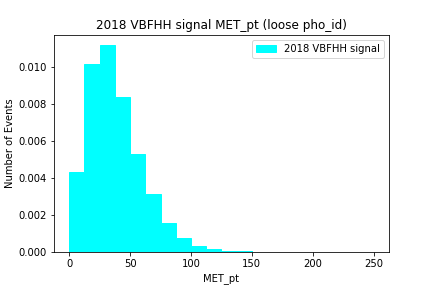 2018 VBFHH signal MET_pt (loose pho_id)
2018 VBFHH signal
Number of Events
0.010
0.008
0.006
0.004
0.002
0.000
0 50 100 150 200 250
MET_pt